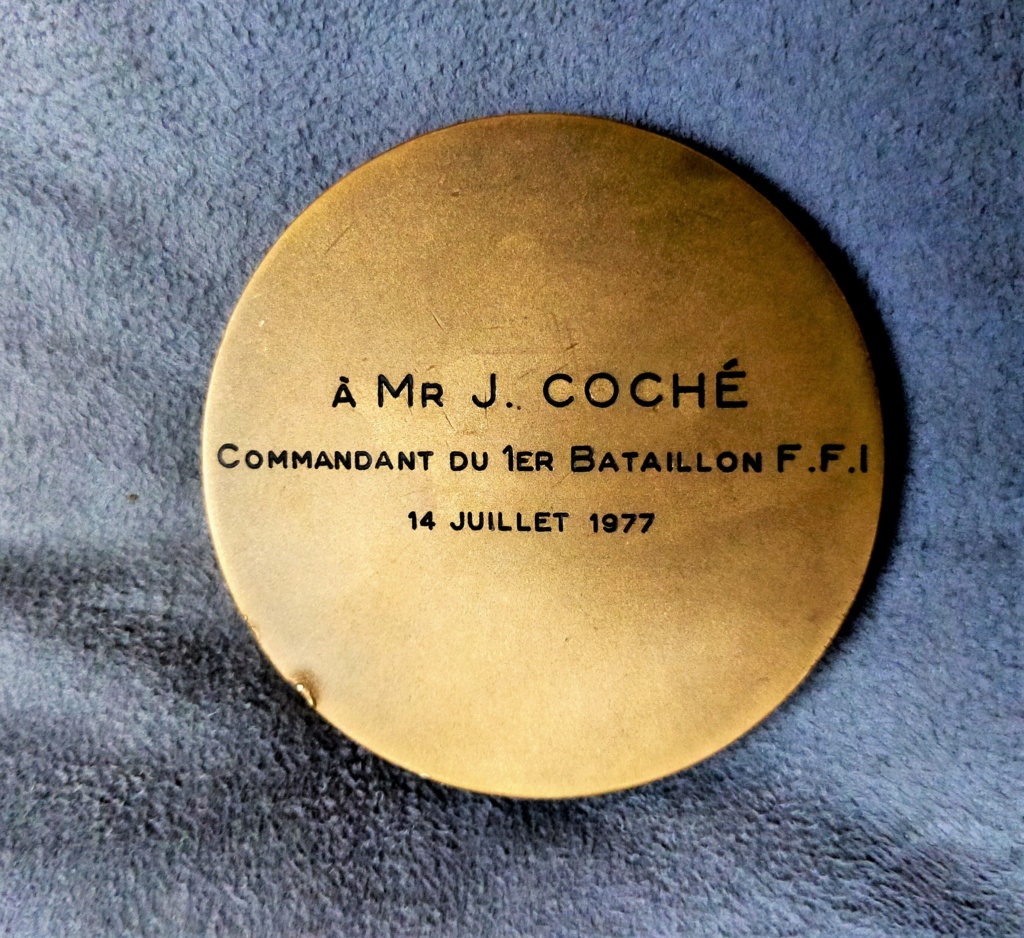 À MR J. COCHÉ
COMMANDANT DU 1ER BATAILLON F.F.I
14 JUILLET 1977